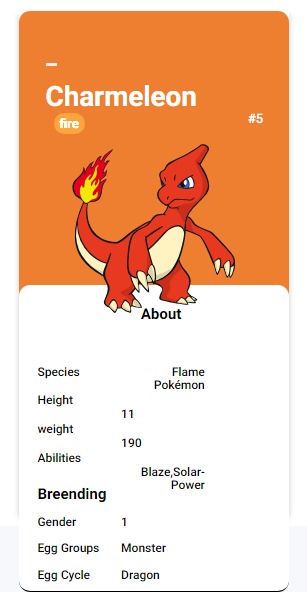 –
Charmeleon
fire
#5
About
Species Flame
Pokémon
Height
11
weight
190
Abilities
Blaze,Solar-
Power
Breending
Gender 1
Egg Groups Monster
Egg Cycle Dragon